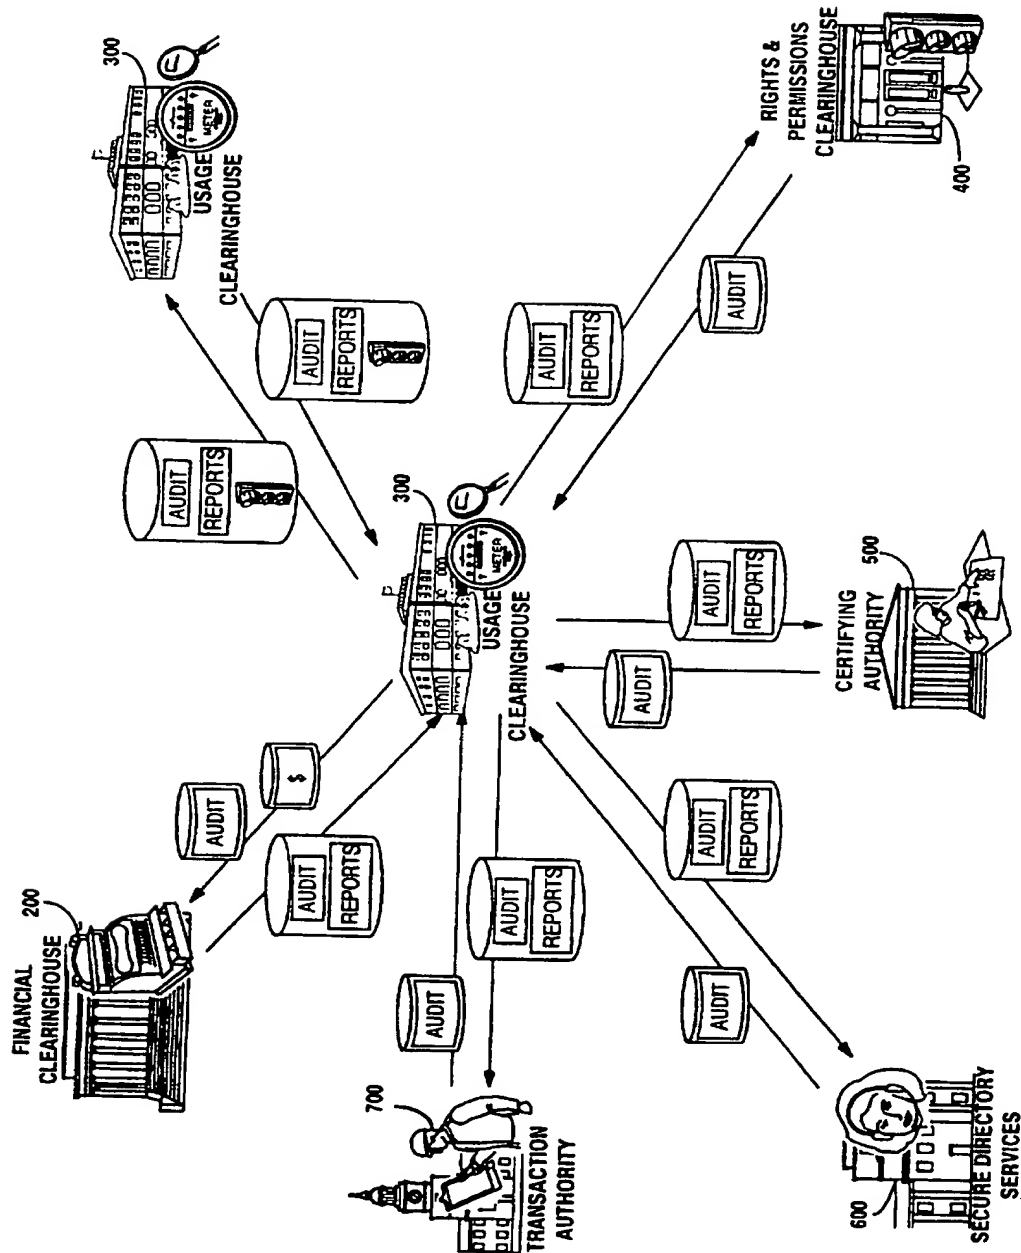 300
METER
USAGE
CLEARINGHOUSE
RIGHTS &
PERMISSIONS
CLEARINGHOUSE
400
AUDIT
REPORTS
AUDIT
REPORTS
AUDIT
REPORTS
AUDIT
300
METER
USAGE
CLEARINGHOUSE
AUDIT
REPORTS
AUDIT
CERTIFYING
AUTHORITY
500
FINANCIAL
CLEARINGHOUSE
200
AUDIT
$
AUDIT
REPORTS
AUDIT
AUDIT
REPORTS
AUDIT
REPORTS
AUDIT
700
TRANSACTION
AUTHORITY
600
SECURE DIRECTORY
SERVICES